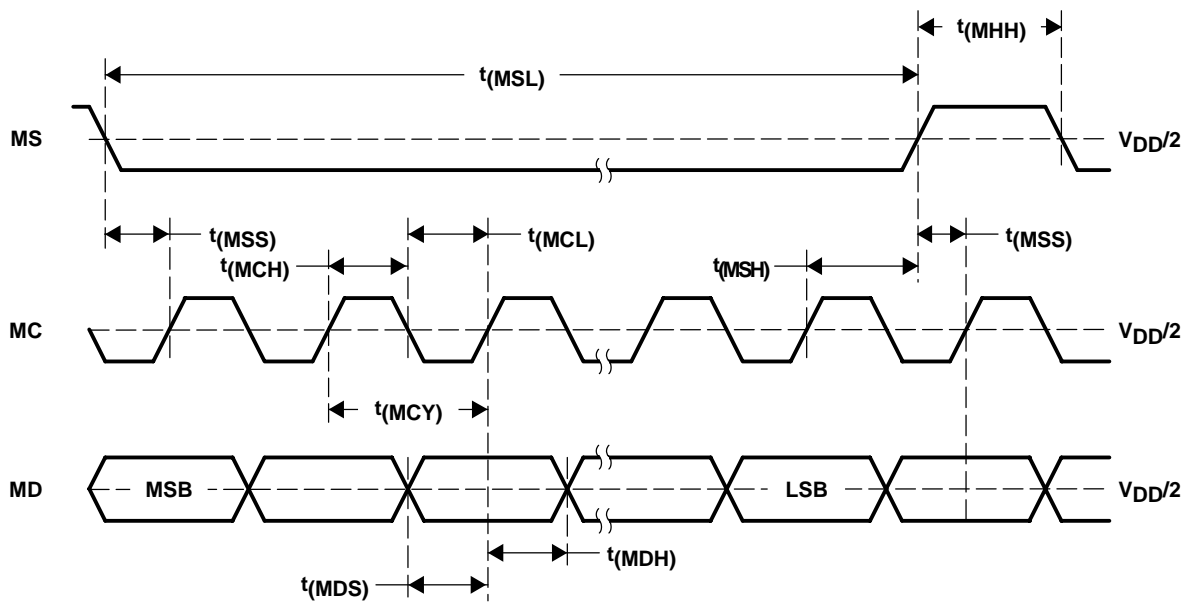 t(MHH)
t(MSL)
MS
VDD/2
t(MSS)
t(MCL)
t(MSS)
t(MCH)
t(MSH)
MC
VDD/2
t(MCY)
MD
MSB
LSB
VDD/2
t(MDH)
t(MDS)